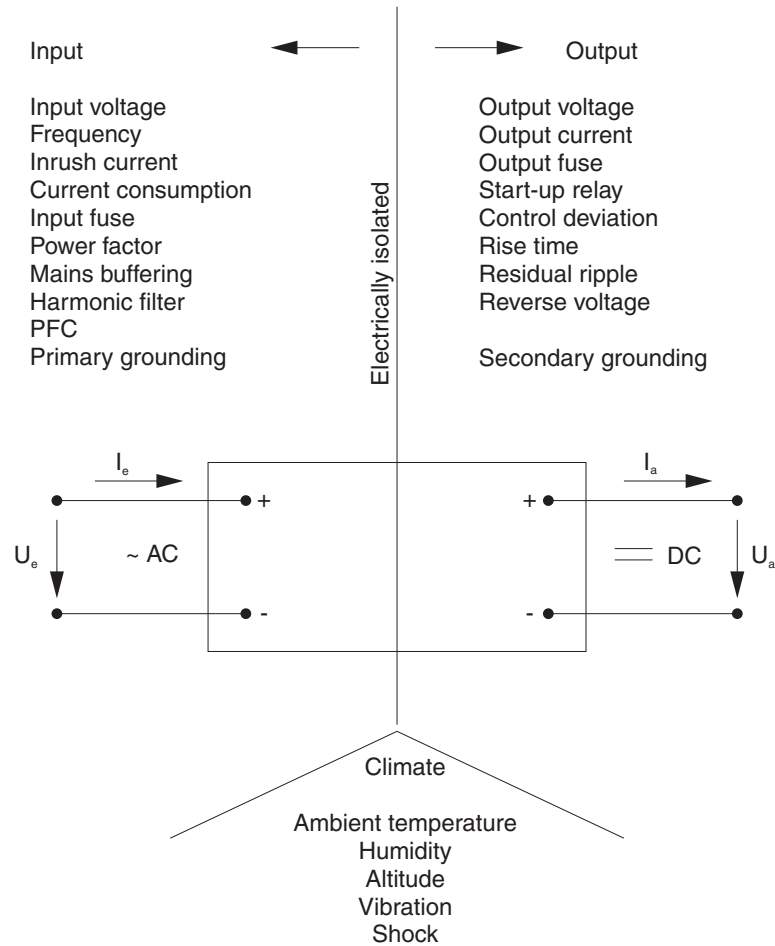 Input
Input voltage
Frequency
Inrush current
Current consumption
Input fuse
Power factor
Mains buffering
Harmonic filter
PFC
Primary grounding
Electrically isolated
Output
Output voltage
Output current
Output fuse
Start-up relay
Control deviation
Rise time
Residual ripple
Reverse voltage
Secondary grounding
Ie
+
Ue
~ AC
-
Ia
+
DC
Ua
-
Climate
Ambient temperature
Humidity
Altitude
Vibration
Shock